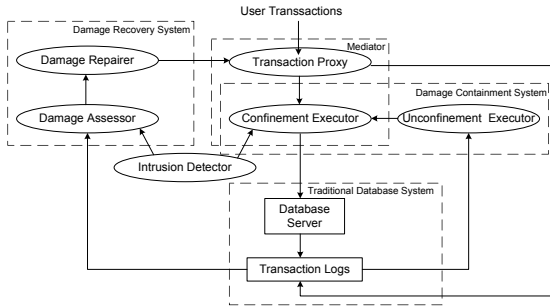 User Transsactions
Damage Recovery System
Mediator
Damage Repairer
Transaction Proxy
Damage Containment System
Damage Assessor
Confinement Executor
Unconfinement Executor
Intrusion Detector
Traditional Database System
Database
Server
Transaction Logs